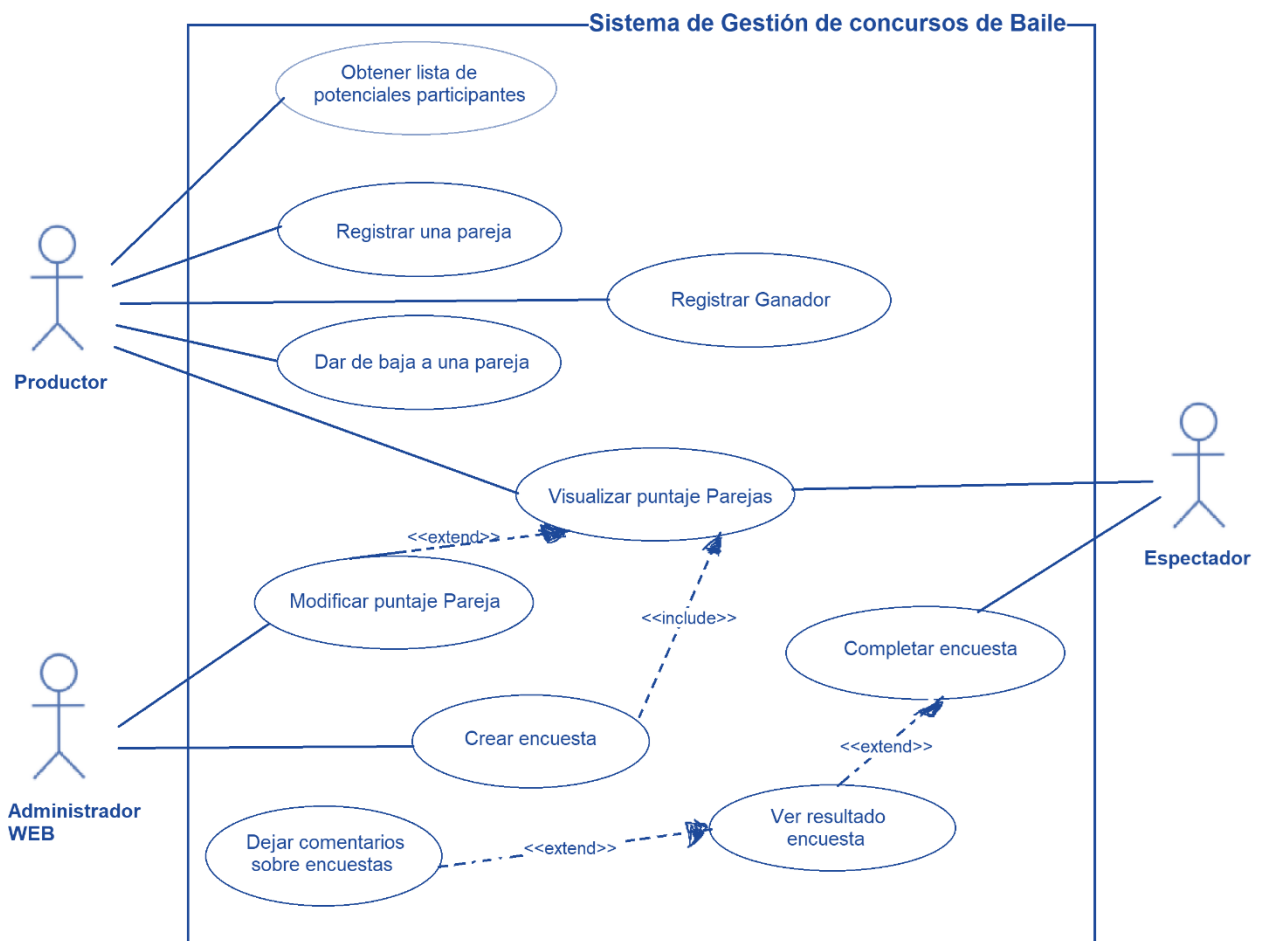 Sistema de Gestión de concursos de Baile
Obtener lista de
potenciales participantes
Registrar una pareja
Registrar Ganador
Dar de baja a una pareja
Productor
Visualizar puntaje Parejas
<<extend>>
Espectador
Modificar puntaje Pareja
<<include>>
Completar encuesta
Crear encuesta
<<extend>>
Administrador
WEB
Ver resultado
encuesta
Dejar comentarios
sobre encuestas
<<extend>>